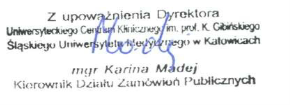 Z upoważnienia Dyrektora
Uniwersyteckiego Centrum Klinicznego im. prof. K. Gibińskiego
Śląskiego Uniwersytetu Medycznego w Katowicach
mgr Karina Madej
Kierownik Działu Zamówień Publicznych